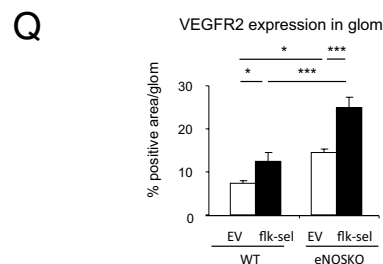 Q
VEGFR2 expression in glom
* ***
* ***
% positive area/glom
30
20
10
0
EV flk-sel EV flk-sel
WT eNOSKO